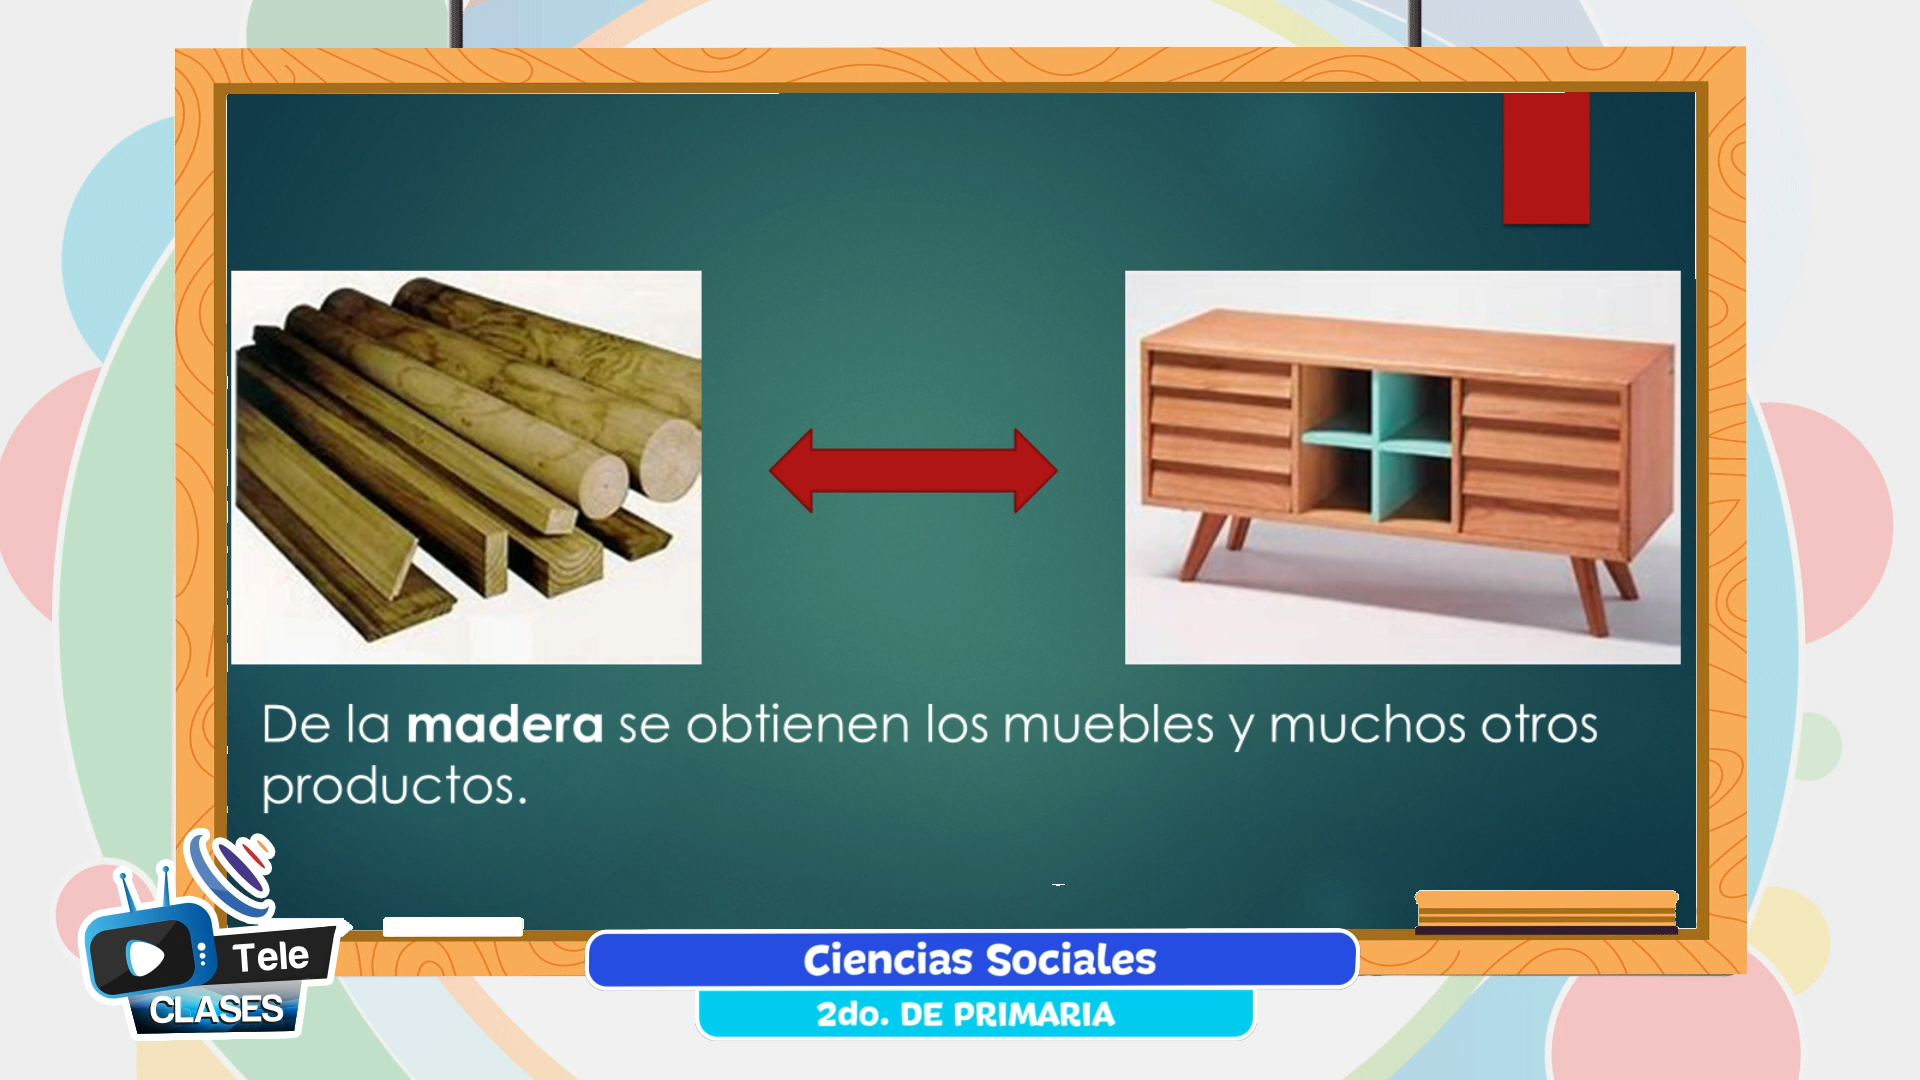 De la madera se obtienen los muebles y muchos otros
productos.
Tele
CLASES
Ciencias Sociales
2do. DE PRIMARIA